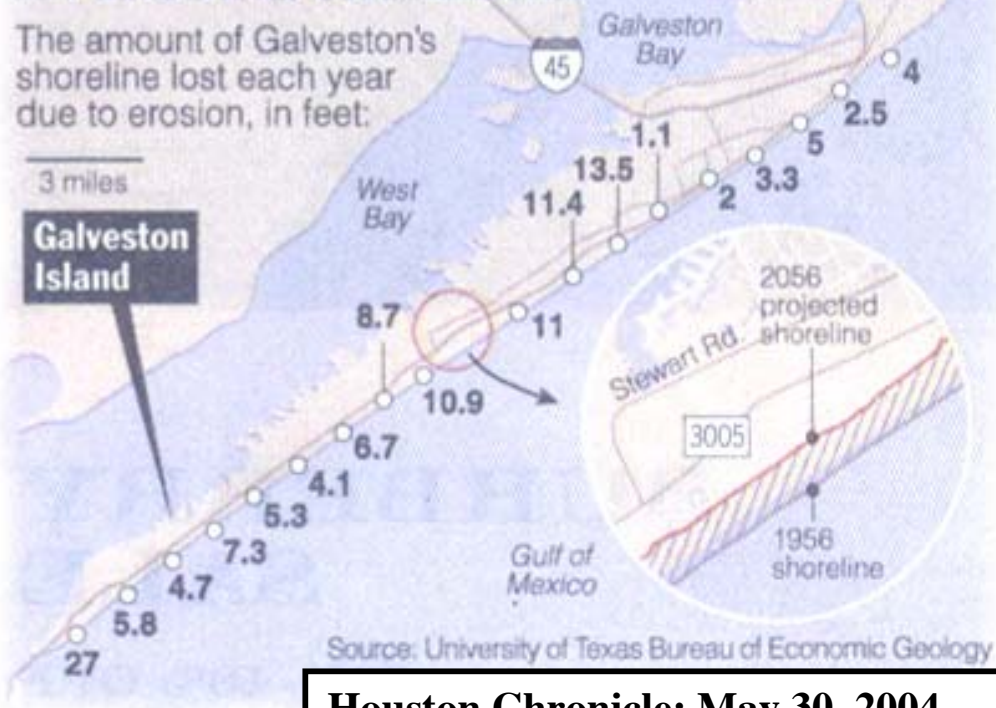 The amount of Galveston's
shoreline lost each year
due to erosion, in feet:
3 miles
Galveston
Island
West
Bay
45
Galveston
Bay
4
2.5
5
3.3
2
1.1
13.5
11.4
11
10.9
8.7
6.7
4.1
5.3
7.3
4.7
5.8
27
2056
projected
shoreline
Stewart Rd.
3005
1956
shoreline
Gulf of
Mexico
Source: University of Texas Bureau of Economic Geology
Houston Chronicle: May 30, 2004